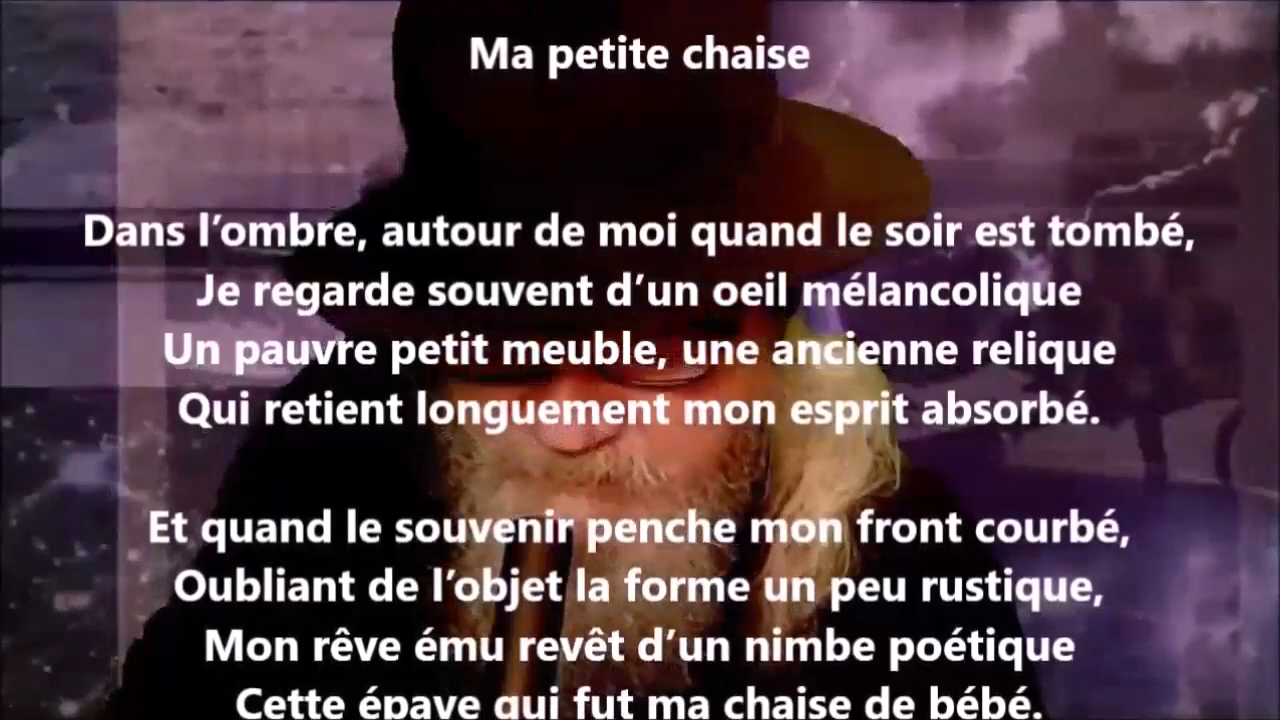 Ma petite chaise
Dans l’ombre, autour de moi quand le soir est tombé,
Je regarde souvent d’un oeil mélancolique
Un pauvre petit meuble, une ancienne relique
Qui retient longuement mon esprit absorbé.
Et quand le souvenir penche mon front courbé,
Oubliant de l’objet la forme un peu rustique,
Mon rêve ému revêt d’un nimbe poétique
Cette épave qui fut ma chaise de bébé.